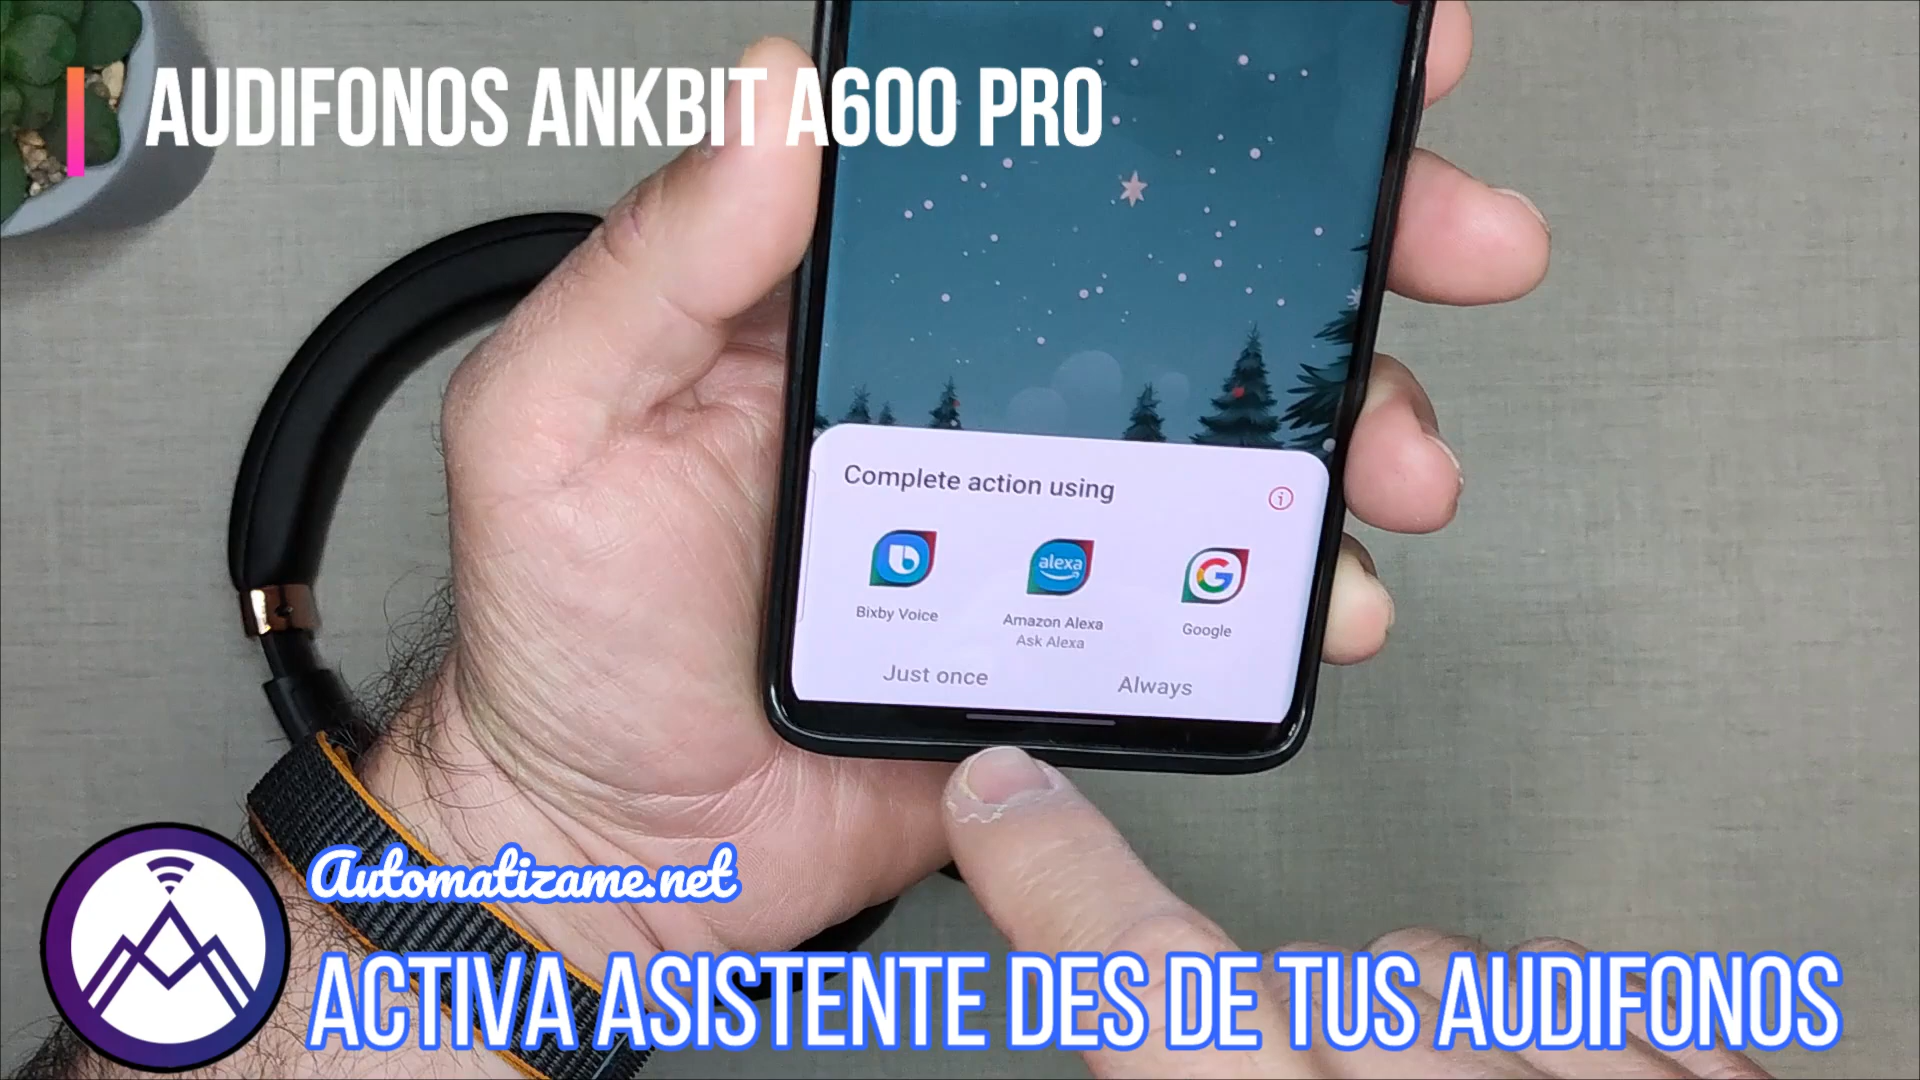 AUDIFONOS ANKBIT A600 PRO
Complete action using
alexa
Bixby Voice
Amazon Alexa
Ask Alexa
Google
Just once
Always
Automatizame.net
ACTIVA ASISTENTE DES DE TUS AUDIFONOS